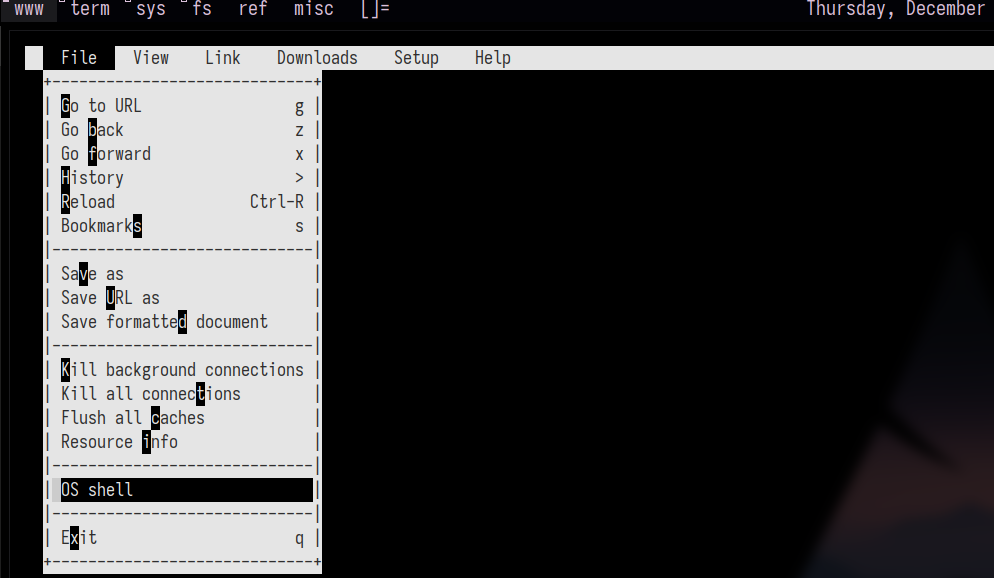 www term sys fs ref misc []= Thursday, December
File View Link Downloads Setup Help
Go to URL g
Go back z
Go forward x
History >
Reload Ctrl-R
Bookmarks s
Save as
Save URL as
Save formatted document
Kill background connections
Kill all connections
Flush all caches
Resource info
OS shell
Exit q